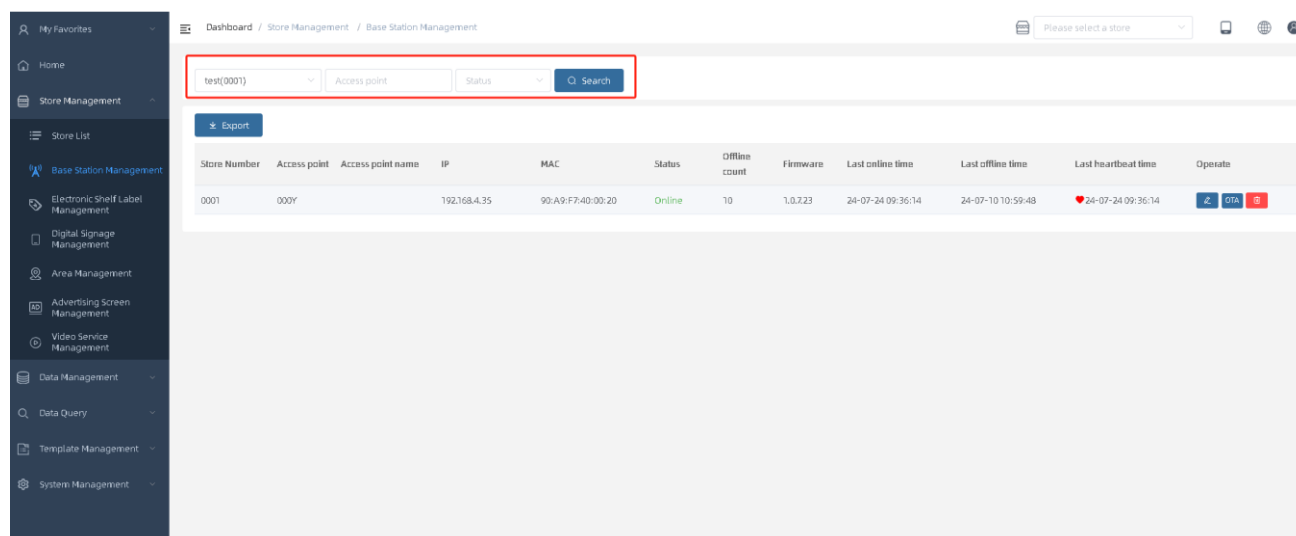 My Favorites
Dashboard / Store Management / Base Station Management
Please select a store
Home
test(0001)
Access point
Status
Search
Store Management
Export
Store List
Store Number Access point Access point name IP MAC Status Offline count Firmware Last online time Last offline time Last heartbeat time Operate
Base Station Management
0001 000Y 192.168.4.35 90:A9:F7:40:00:20 Online 10 1.0.7.23 24-07-24 09:36:14 24-07-10 10:59:48 24-07-24 09:36:14 OTA
Electronic Shelf Label
Management
Digital Signage
Management
Area Management
AD
Advertising Screen
Management
Video Service
Management
Data Management
Data Query
Template Management
System Management